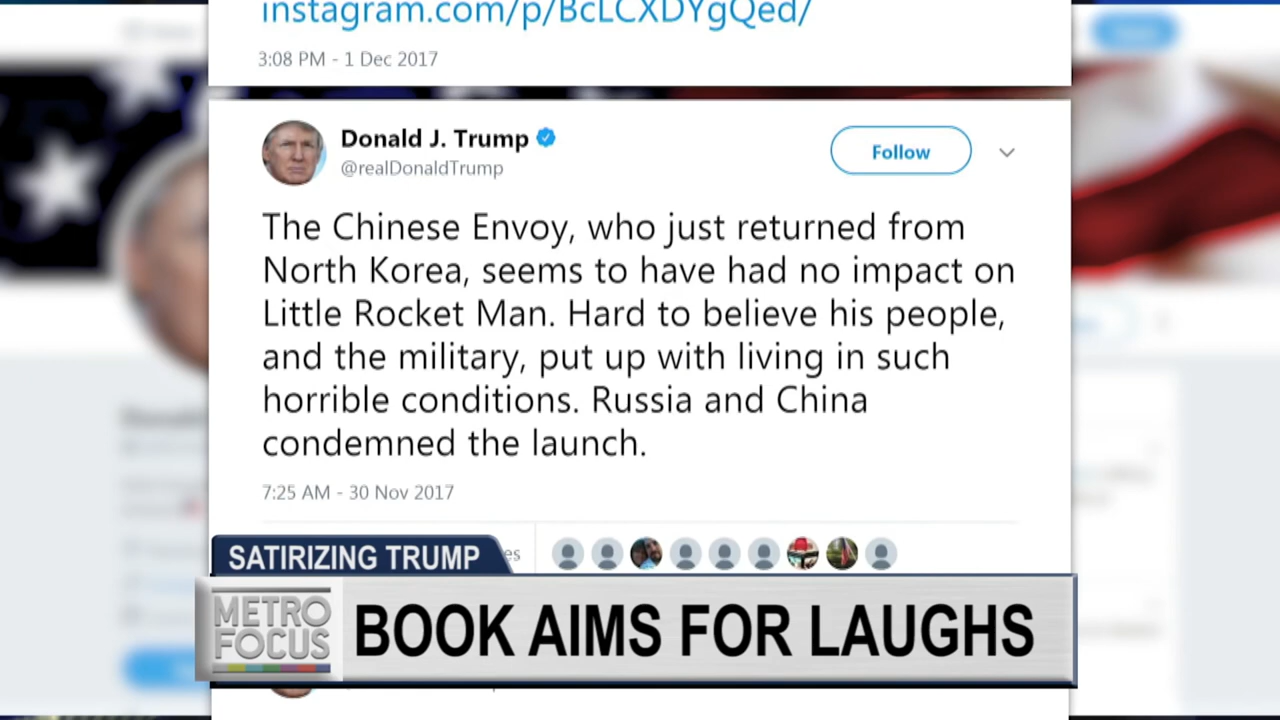 instagram.com/p/BcLCXDYgQed/
3:08 PM - 1 Dec 2017
Donald J. Trump
@realDonaldTrump
Follow
The Chinese Envoy, who just returned from
North Korea, seems to have had no impact on
Little Rocket Man. Hard to believe his people,
and the military, put up with living in such
horrible conditions. Russia and China
condemned the launch.
7:25 AM - 30 Nov 2017
SATIRIZING TRUMP
METRO
FOCUS
BOOK AIMS FOR LAUGHS